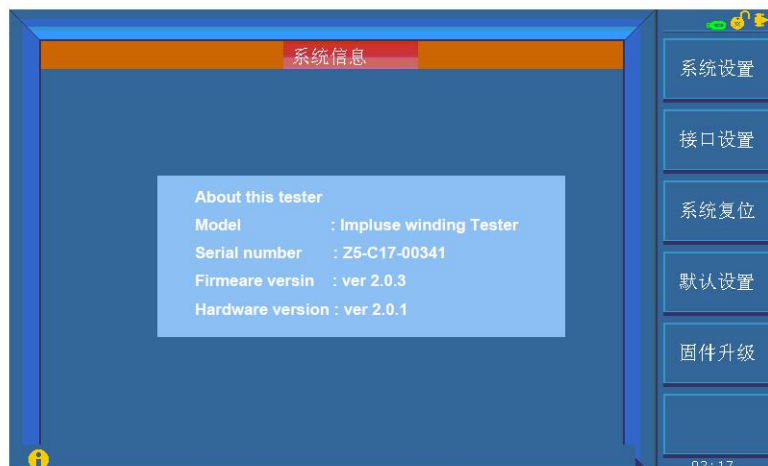 系统信息
About this tester
Model : Impluse winding Tester
Serial number : Z5-C17-00341
Firmeare versin : ver 2.0.3
Hardware version : ver 2.0.1
系统设置
接口设置
系统复位
默认设置
固件升级